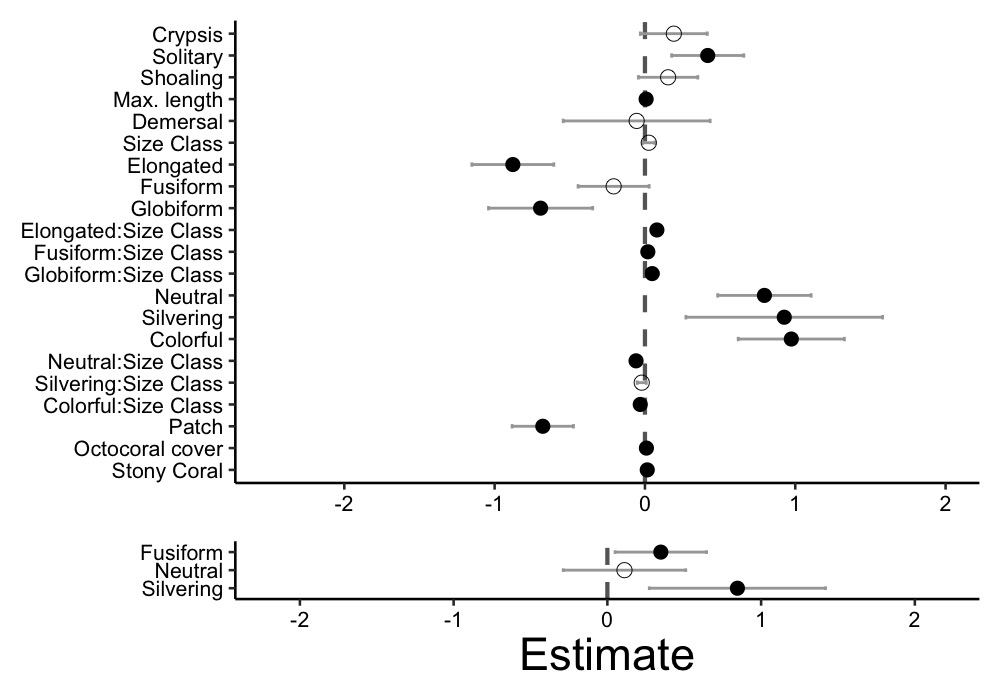 Crypsis
Solitary
Shoaling
Max. length
Demersal
Size Class
Elongated
Fusiform
Globiform
Elongated:Size Class
Fusiform:Size Class
Globiform:Size Class
Neutral
Silvering
Colorful
Neutral:Size Class
Silvering:Size Class
Colorful:Size Class
Patch
Octocoral cover
Stony Coral
-2 -1 0 1 2
Fusiform
Neutral
Silvering
-2 -1 0 1 2
Estimate